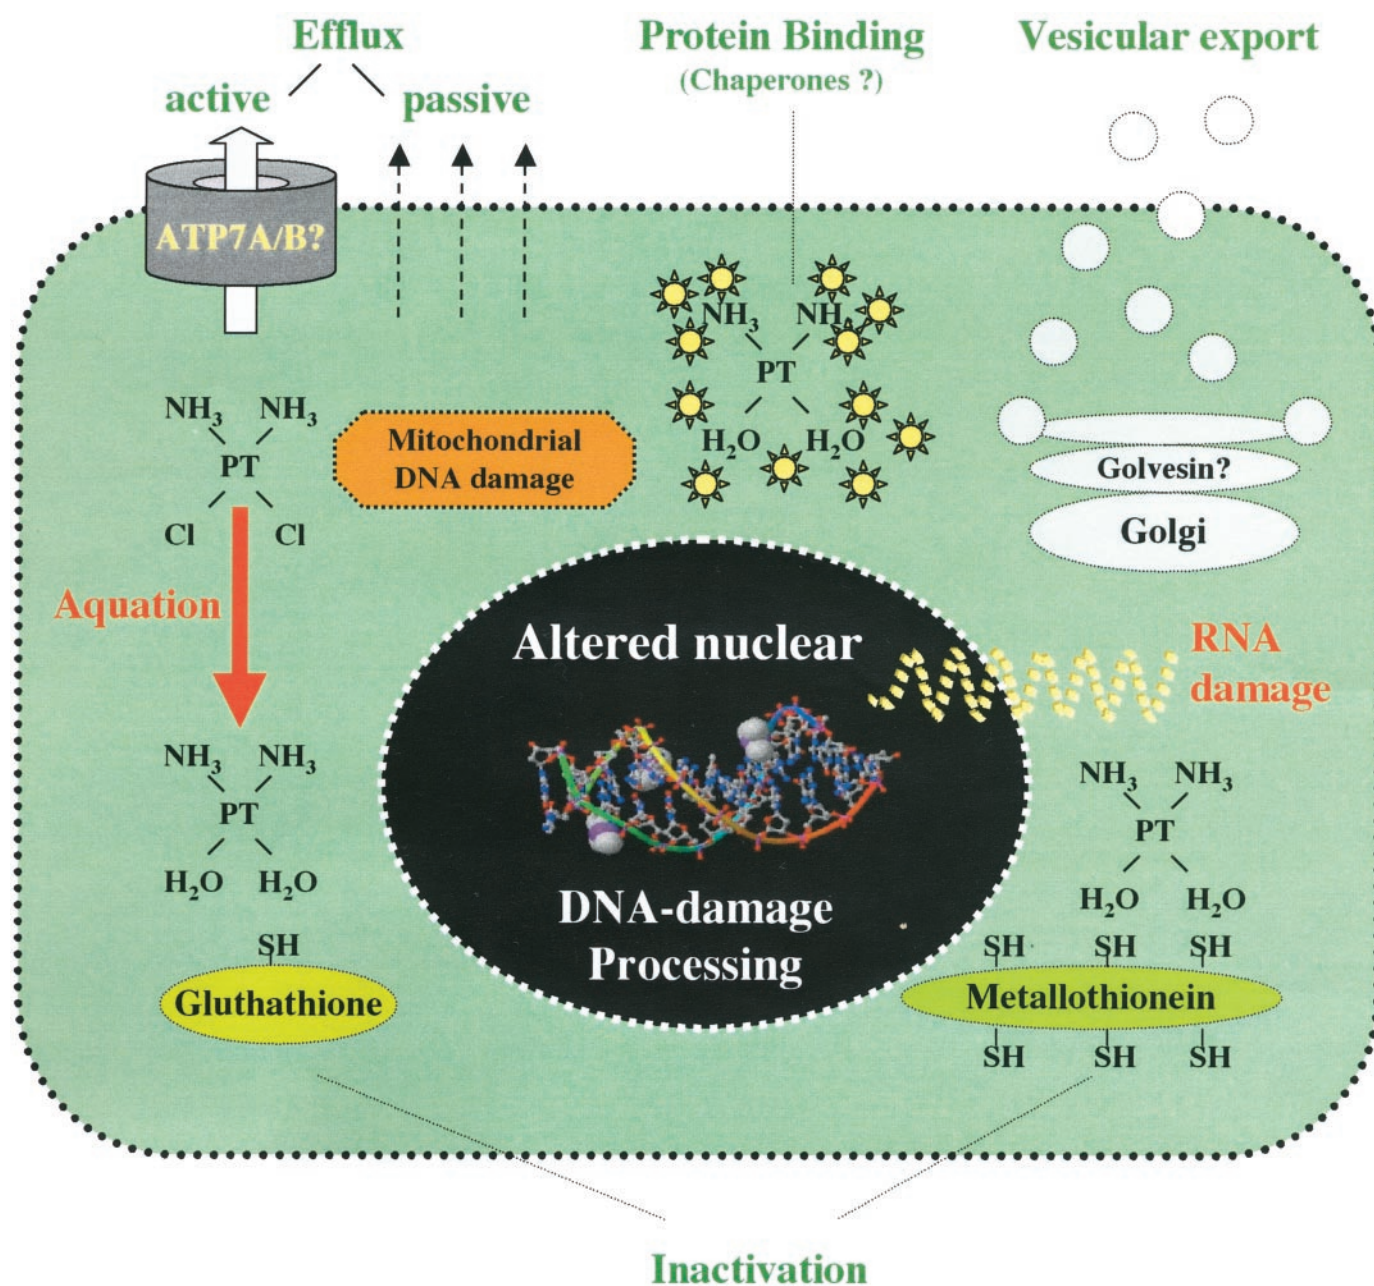 Efflux
active
passive
Protein Binding
(Chaperones ?)
Vesicular export
ATP7A/B?
NH3 NH3
PT
Cl Cl
Mitochondrial
DNA damage
NH3 NH
PT
H2O H2O
Golvesin?
Golgi
Aquation
Altered nuclear
DNA-damage
Processing
RNA
damage
NH3 NH3
PT
H2O H2O
SH
Gluthathione
NH3 NH3
PT
H2O H2O
SH SH SH
Metallothionein
SH SH SH
Inactivation